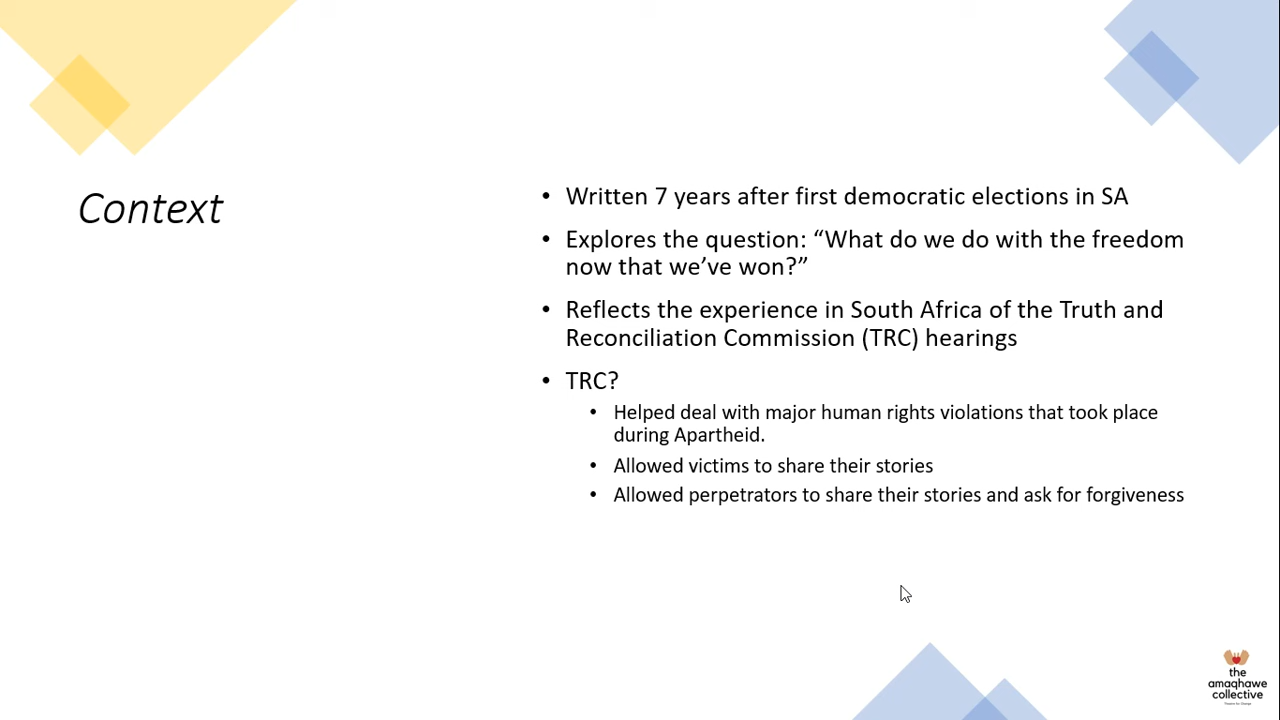 Context
• Written 7 years after first democratic elections in SA
• Explores the question: “What do we do with the freedom
now that we’ve won?”
• Reflects the experience in South Africa of the Truth and
Reconciliation Commission (TRC) hearings
• TRC?
• Helped deal with major human rights violations that took place
during Apartheid.
• Allowed victims to share their stories
• Allowed perpetrators to share their stories and ask for forgiveness
the
amaqhawe
collective